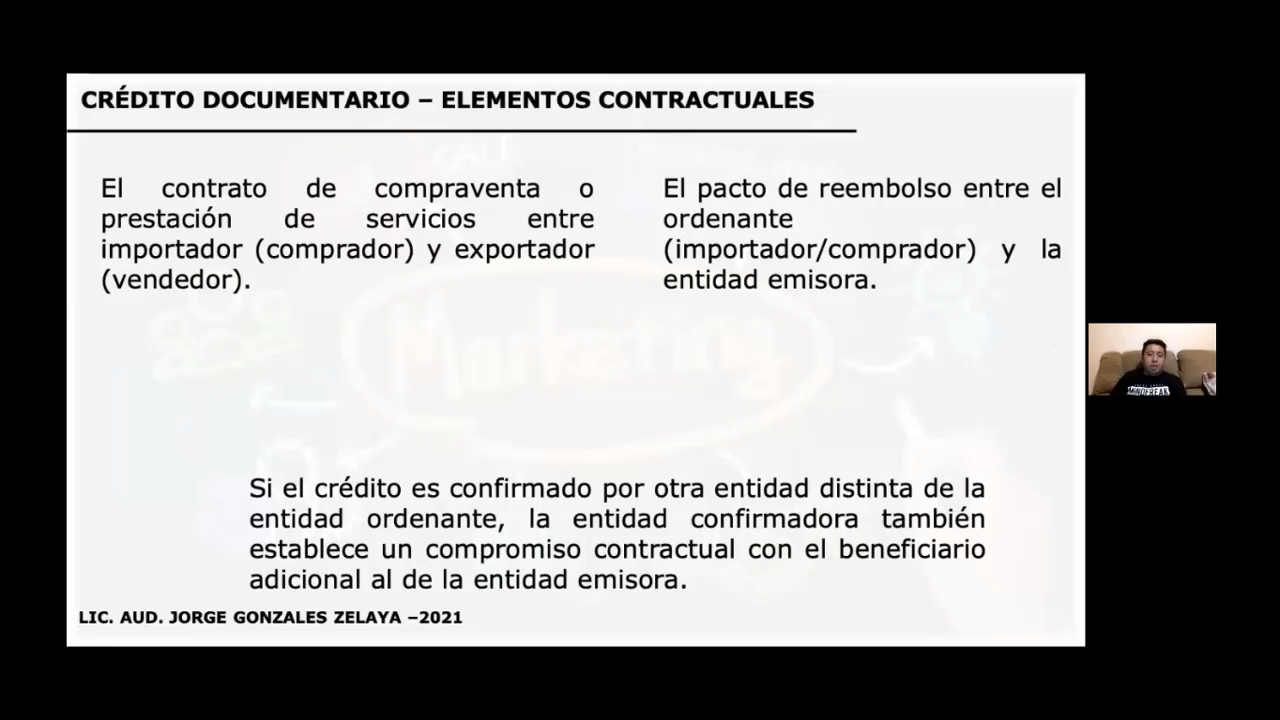 CRÉDITO DOCUMENTARIO – ELEMENTOS CONTRACTUALES
El contrato de compraventa o
prestación de servicios entre
importador (comprador) y exportador
(vendedor).
El pacto de reembolso entre el
ordenante
(importador/comprador) y la
entidad emisora.
Marketing
Si el crédito es confirmado por otra entidad distinta de la
entidad ordenante, la entidad confirmadora también
establece un compromiso contractual con el beneficiario
adicional al de la entidad emisora.
LIC. AUD. JORGE GONZALES ZELAYA –2021
MINDFREAK